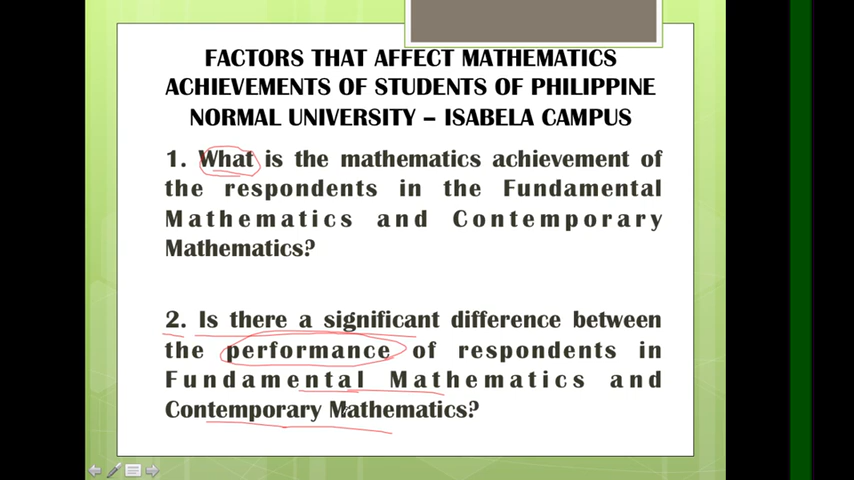 FACTORS THAT AFFECT MATHEMATICS
ACHIEVEMENTS OF STUDENTS OF PHILIPPINE
NORMAL UNIVERSITY – ISABELA CAMPUS
1. What is the mathematics achievement of
the respondents in the Fundamental
Mathematics and Contemporary
Mathematics?
2. Is there a significant difference between
the performance of respondents in
Fundamental Mathematics and
Contemporary Mathematics?